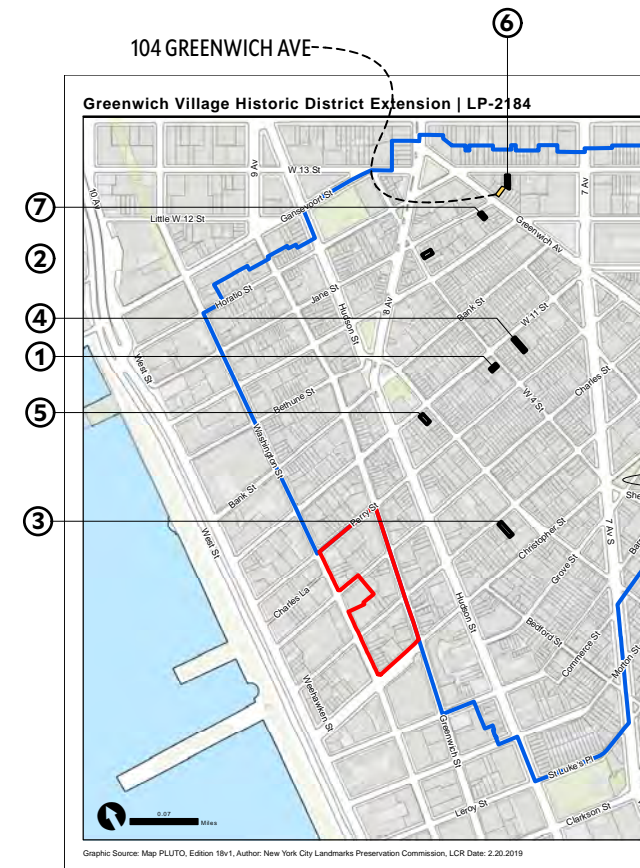 6
104 GREENWICH AVE
Greenwich Village Historic District Extension | LP-2184
9 Av
W 13 St
7 Av
10 Av
7
Gansevoort St
Little W 12 St
Greenwich Av
2
Horatio St
Jane St
8 Av
Hudson St
Bank St
W 11 St
4
1
West St
W 4 St
Charles St
Bethune St
5
Washington St
Bank St
3
Perry St
West St
Christopher St
7 Av S
Grove St
Charles La
Hudson St
Bedford St
Commerce St
Morton St
Weehawken St
Greenwich St
St Luke's Pl
Leroy St
Clarkson St
0.07
Miles
Graphic Source: Map PLUTO, Edition 18v1, Author: New York City Landmarks Preservation Commission, LCR Date: 2.20.2019